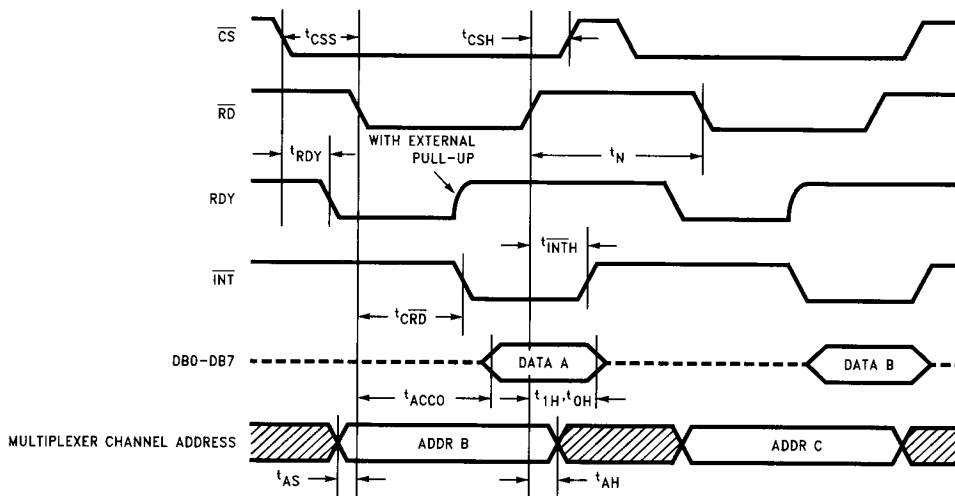 CS
tCSS
tCSH
RD
tRDY
WITH EXTERNAL
PULL-UP
tN
RDY
tINTH
INT
tCRD
DB0-DB7
DATA A
DATA B
tACC0
t1H,t0H
MULTIPLEXER CHANNEL ADDRESS
ADDR B
ADDR C
tAS
tAH